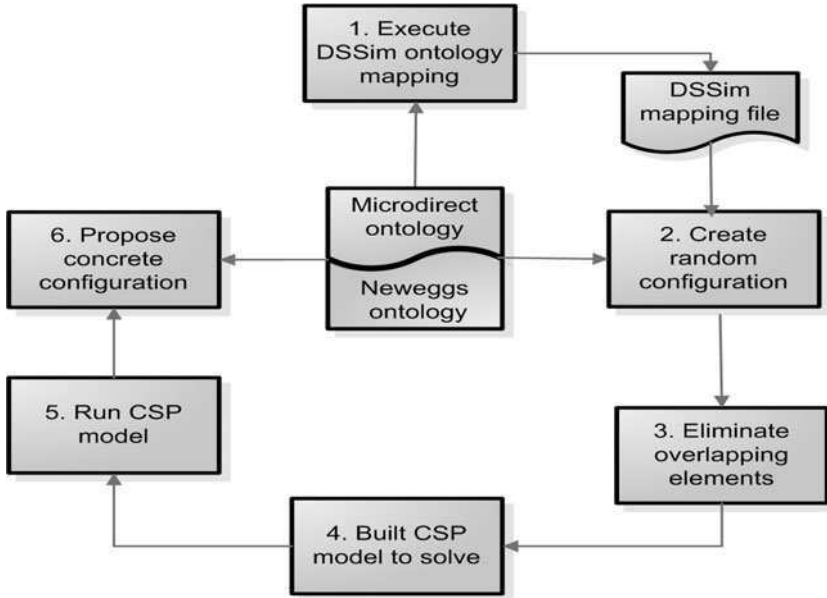 1. Execute
DSSim ontology
mapping
DSSim
mapping file
Microdirect
ontology
Neweggs
ontology
2. Create
random
configuration
3. Eliminate
overlapping
elements
4. Built CSP
model to solve
5. Run CSP
model
6. Propose
concrete
configuration